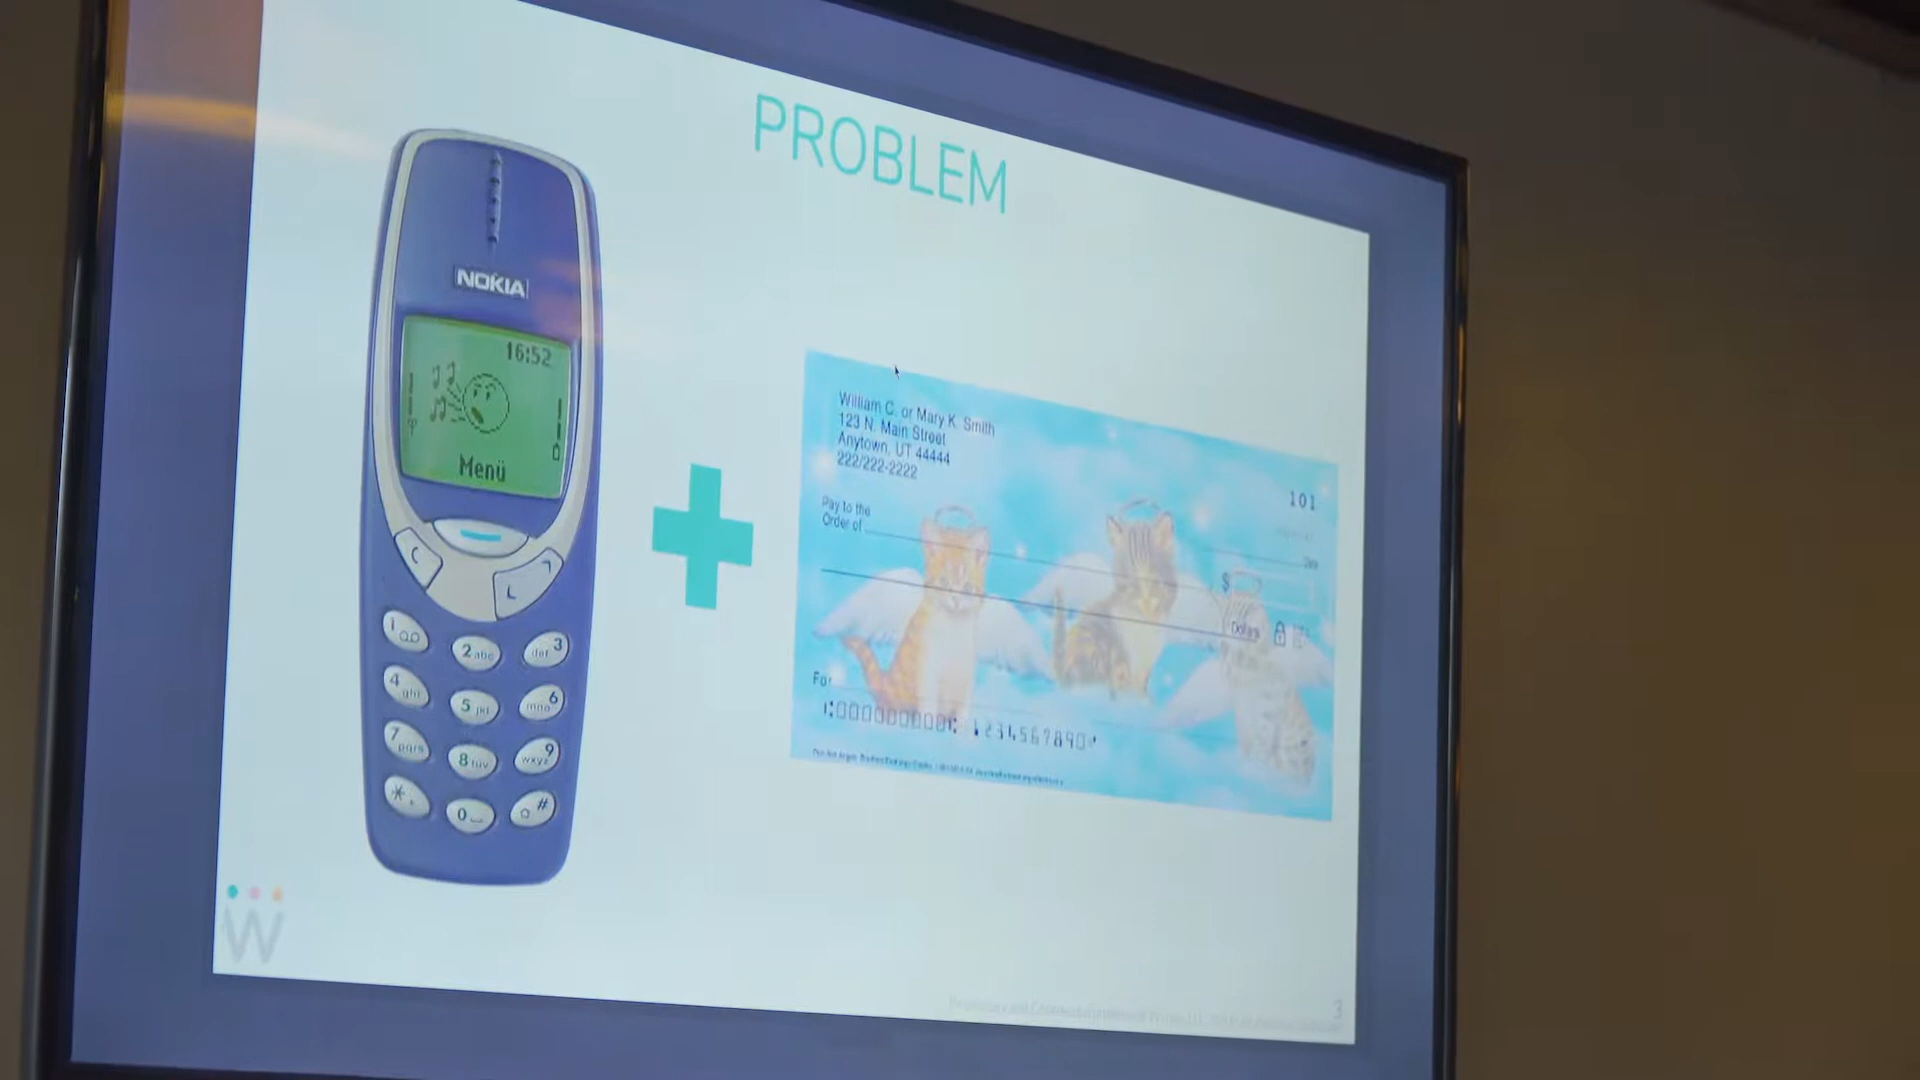 PROBLEM
NOKIA
16:52
Menü
1
2 abc
def 3
4 ghi
5 jkl
mno 6
7 pqrs
8 tuv
wxyz 9
*
0
#
William C. or Mary K. Smith
123 N. Main Street
Anytown, UT 44444
222/222-2222
101
Pay to the
Order of
$
Dollars
For
⑆000000000⑆ 1234567890⑈
W
3